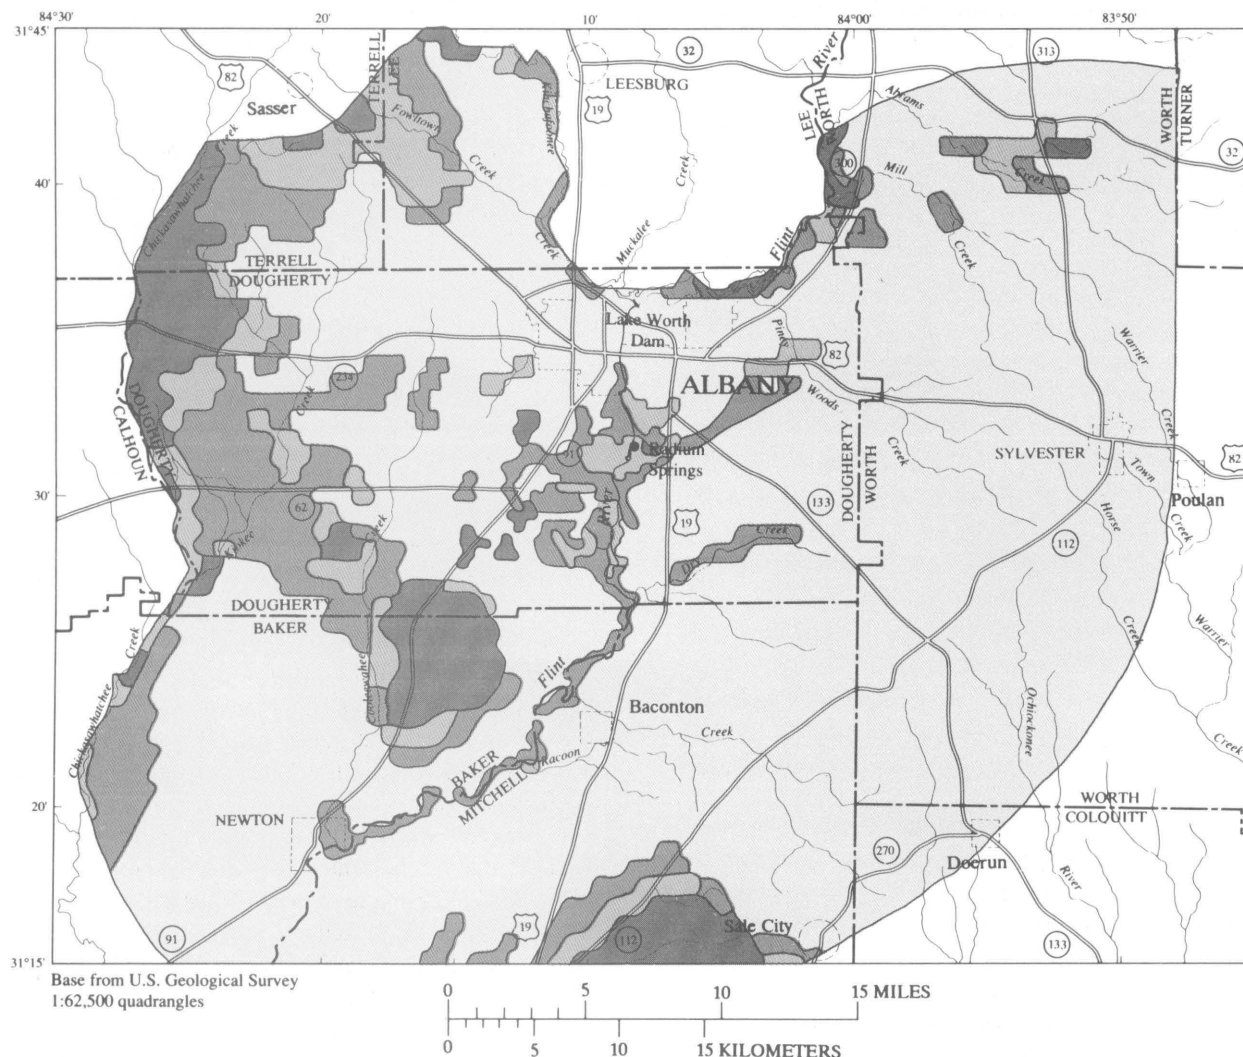 84°30' 20' 10' 84°00' 83°50'
31°45'
TERRELL
LEE
32
River
313
82
LEESBURG
19
LEE
WORTH
Abrams
WORTH
TURNER
Sasser
Fowltown
Creek
Kinchafoonee
Creek
32
300
Mill
Creek
40'
Chickasawhatchee
Creek
Creek
Muckalee
Flint
Creek
TERRELL
DOUGHERTY
Lake Worth
Dam
Piney
Warrior
82
234
Creek
ALBANY
Woods
DOUGHERTY
CALHOUN
91
Radium
Springs
Creek
DOUGHERTY
WORTH
SYLVESTER
Creek
Town
82
30'
62
River
133
Poulan
Creek
Kiokee
Creek
19
Creek
Dry
Horse
112
DOUGHERTY
BAKER
Creek
Warrior
Creek
Flint
Cooleewahee
Baconton
Creek
Ochlockonee
Creek
Chickasawhatchee
BAKER
MITCHELL
Racoon
20'
NEWTON
WORTH
COLQUITT
270
Doerun
River
91
19
112
Sale City
133
31°15'
Base from U.S. Geological Survey
1:62,500 quadrangles
0 5 10 15 MILES
0 5 10 15 KILOMETERS